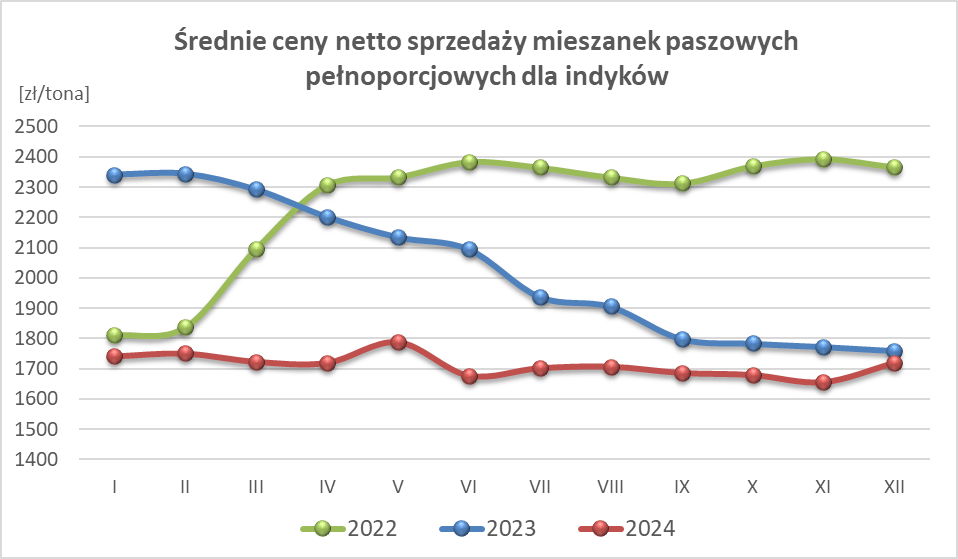 Średnie ceny netto sprzedaży mieszanek paszowych
pełnoporcjowych dla indyków
[zł/tona]
2500
2400
2300
2200
2100
2000
1900
1800
1700
1600
1500
1400
I II III IV V VI VII VIII IX X XI XII
2022 2023 2024